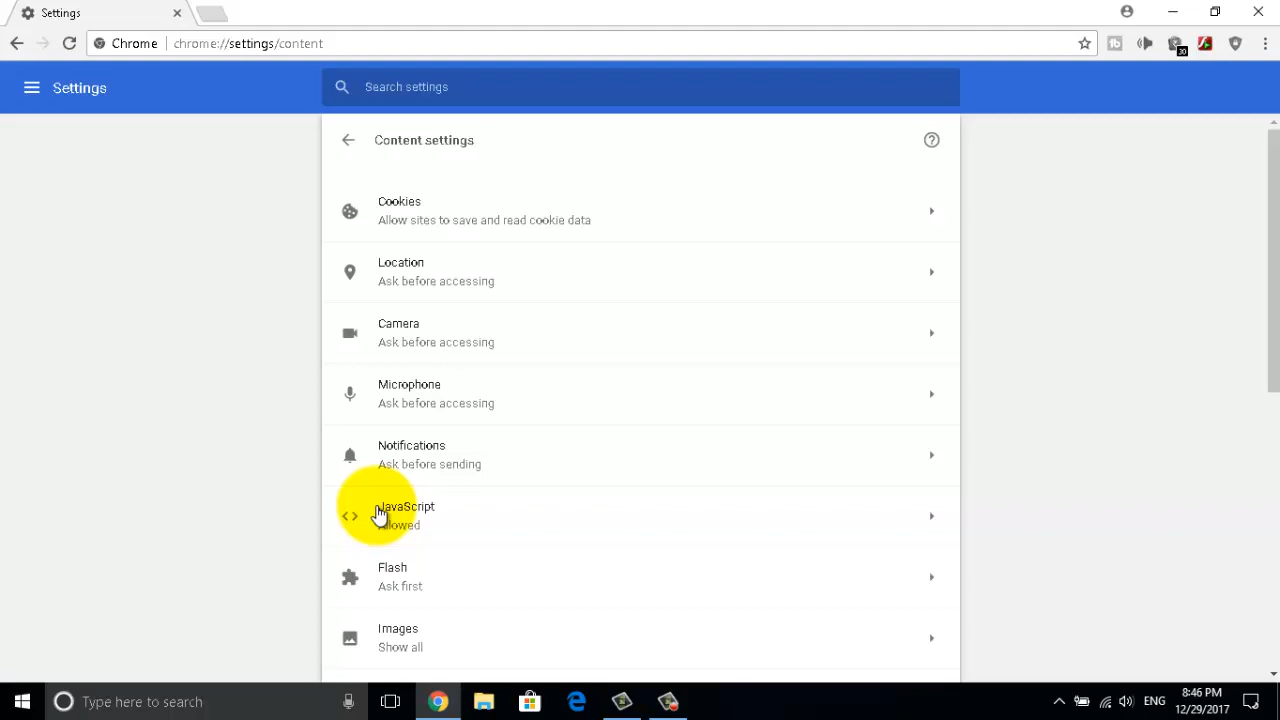 Settings
Chrome
chrome://settings/content
30
Settings
Search settings
Content settings
Cookies
Allow sites to save and read cookie data
Location
Ask before accessing
Camera
Ask before accessing
Microphone
Ask before accessing
Notifications
Ask before sending
JavaScript
Allowed
Flash
Ask first
Images
Show all
Type here to search
ENG
8:46 PM
12/29/2017